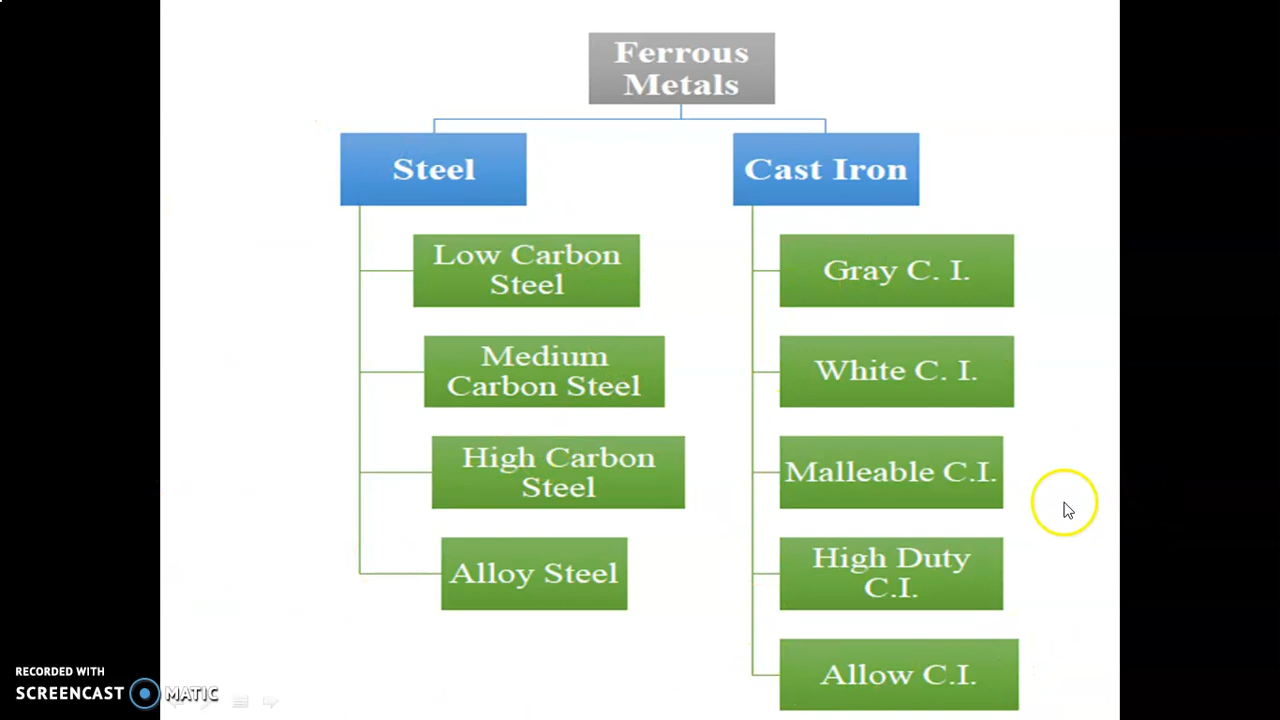 Ferrous
Metals
Steel
Cast Iron
Low Carbon
Steel
Gray C. I.
Medium
Carbon Steel
White C. I.
High Carbon
Steel
Malleable C.I.
Alloy Steel
High Duty
C.I.
Allow C.I.
RECORDED WITH
SCREENCAST MATIC